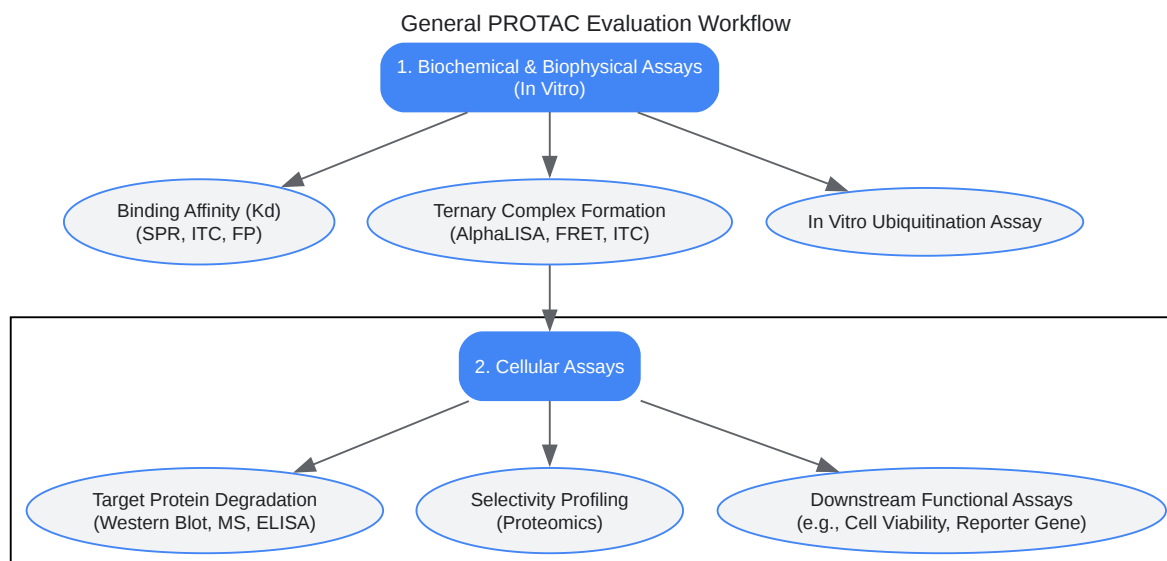 General PROTAC Evaluation Workflow
1. Biochemical & Biophysical Assays
(In Vitro)
Binding Affinity (Kd)
(SPR, ITC, FP)
Ternary Complex Formation
(AlphaLISA, FRET, ITC)
In Vitro Ubiquitination Assay
2. Cellular Assays
Target Protein Degradation
(Western Blot, MS, ELISA)
Selectivity Profiling
(Proteomics)
Downstream Functional Assays
(e.g., Cell Viability, Reporter Gene)